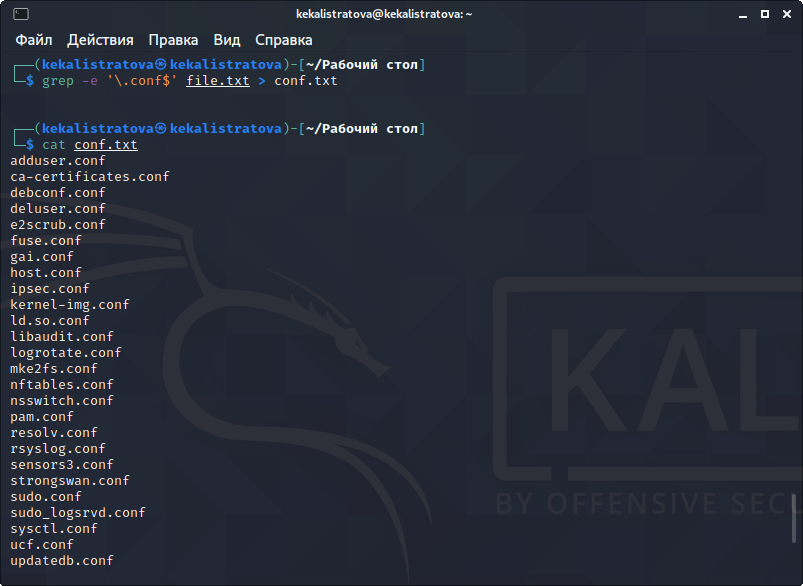 kekalistratova@kekalistratova: ~
Файл Действия Правка Вид Справка
┌──(kekalistratova㉿kekalistratova)-[~/Рабочий стол]
└─$ grep -e '\.conf$' file.txt > conf.txt
┌──(kekalistratova㉿kekalistratova)-[~/Рабочий стол]
└─$ cat conf.txt
adduser.conf
ca-certificates.conf
debconf.conf
deluser.conf
e2scrub.conf
fuse.conf
gai.conf
host.conf
ipsec.conf
kernel-img.conf
ld.so.conf
libaudit.conf
logrotate.conf
mke2fs.conf
nftables.conf
nsswitch.conf
pam.conf
resolv.conf
rsyslog.conf
sensors3.conf
strongswan.conf
sudo.conf
sudo_logsrvd.conf
sysctl.conf
ucf.conf
updatedb.conf
KAL
BY OFFENSIVE SEC